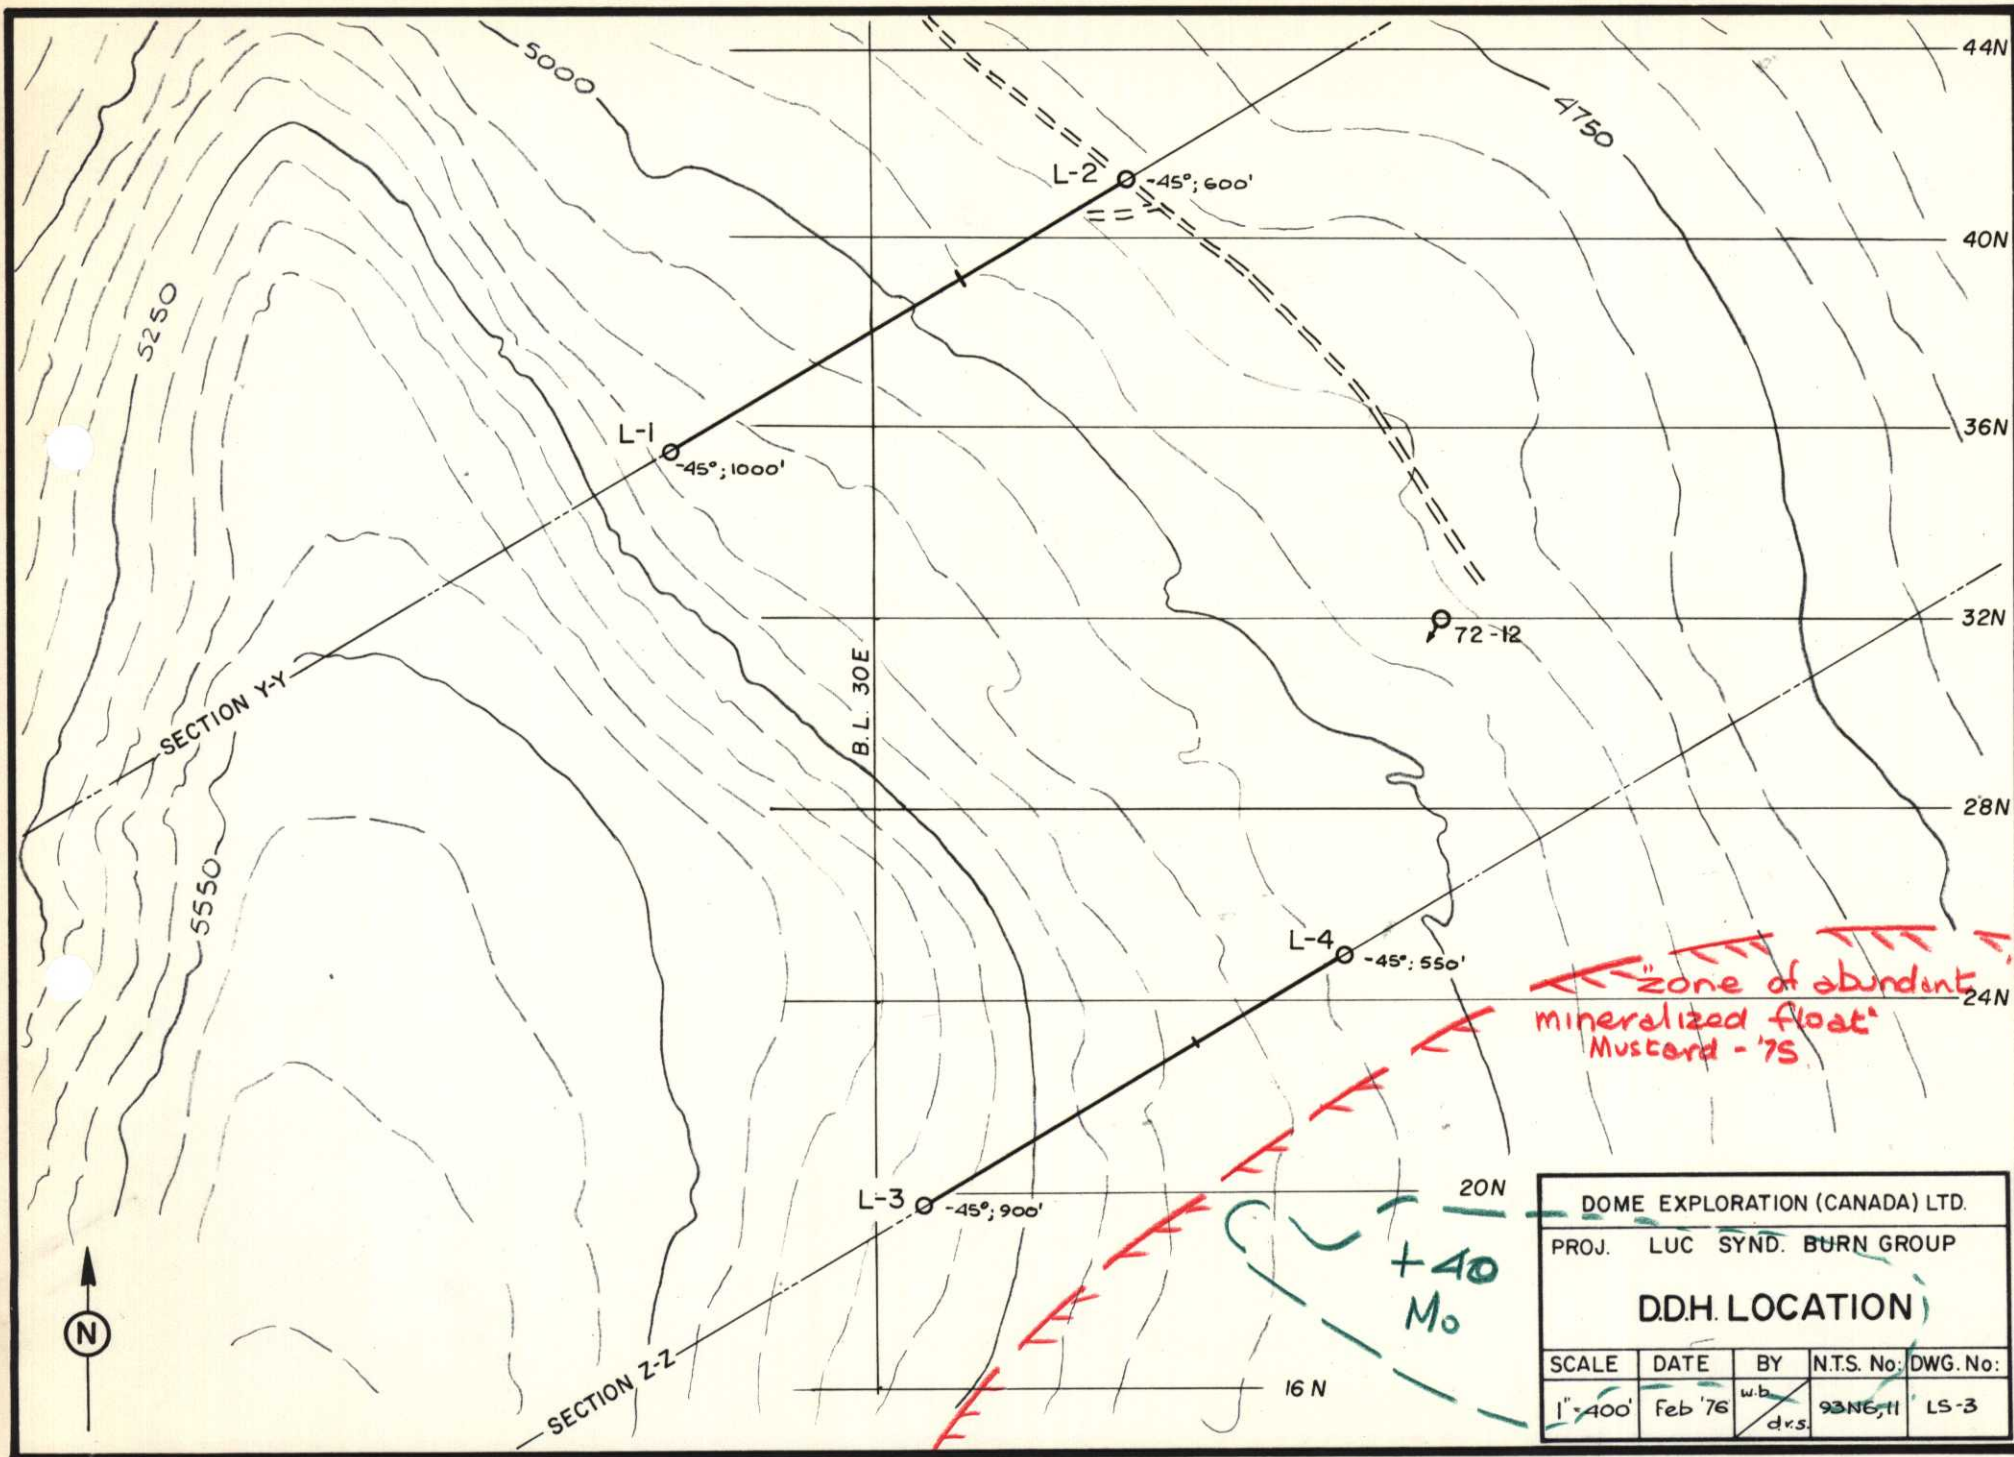 44N
5000
4750
L-2
-45°; 600'
40N
5250
36N
L-1
-45°; 1000'
32N
72-12
B.L. 30E
SECTION Y-Y
28N
5550
L-4
-45°; 550'
"zone of abundant
24N
mineralized float"
Mustard - '75
L-3
-45°; 900'
20N
+40
Mo
N
16 N
SECTION Z-Z
DOME EXPLORATION (CANADA) LTD.
PROJ. LUC SYND. BURN GROUP
D.D.H. LOCATION
SCALE DATE BY N.T.S. No: DWG. No:
1"=400' Feb '76 w.b. d.v.s. 93N6,11 LS-3